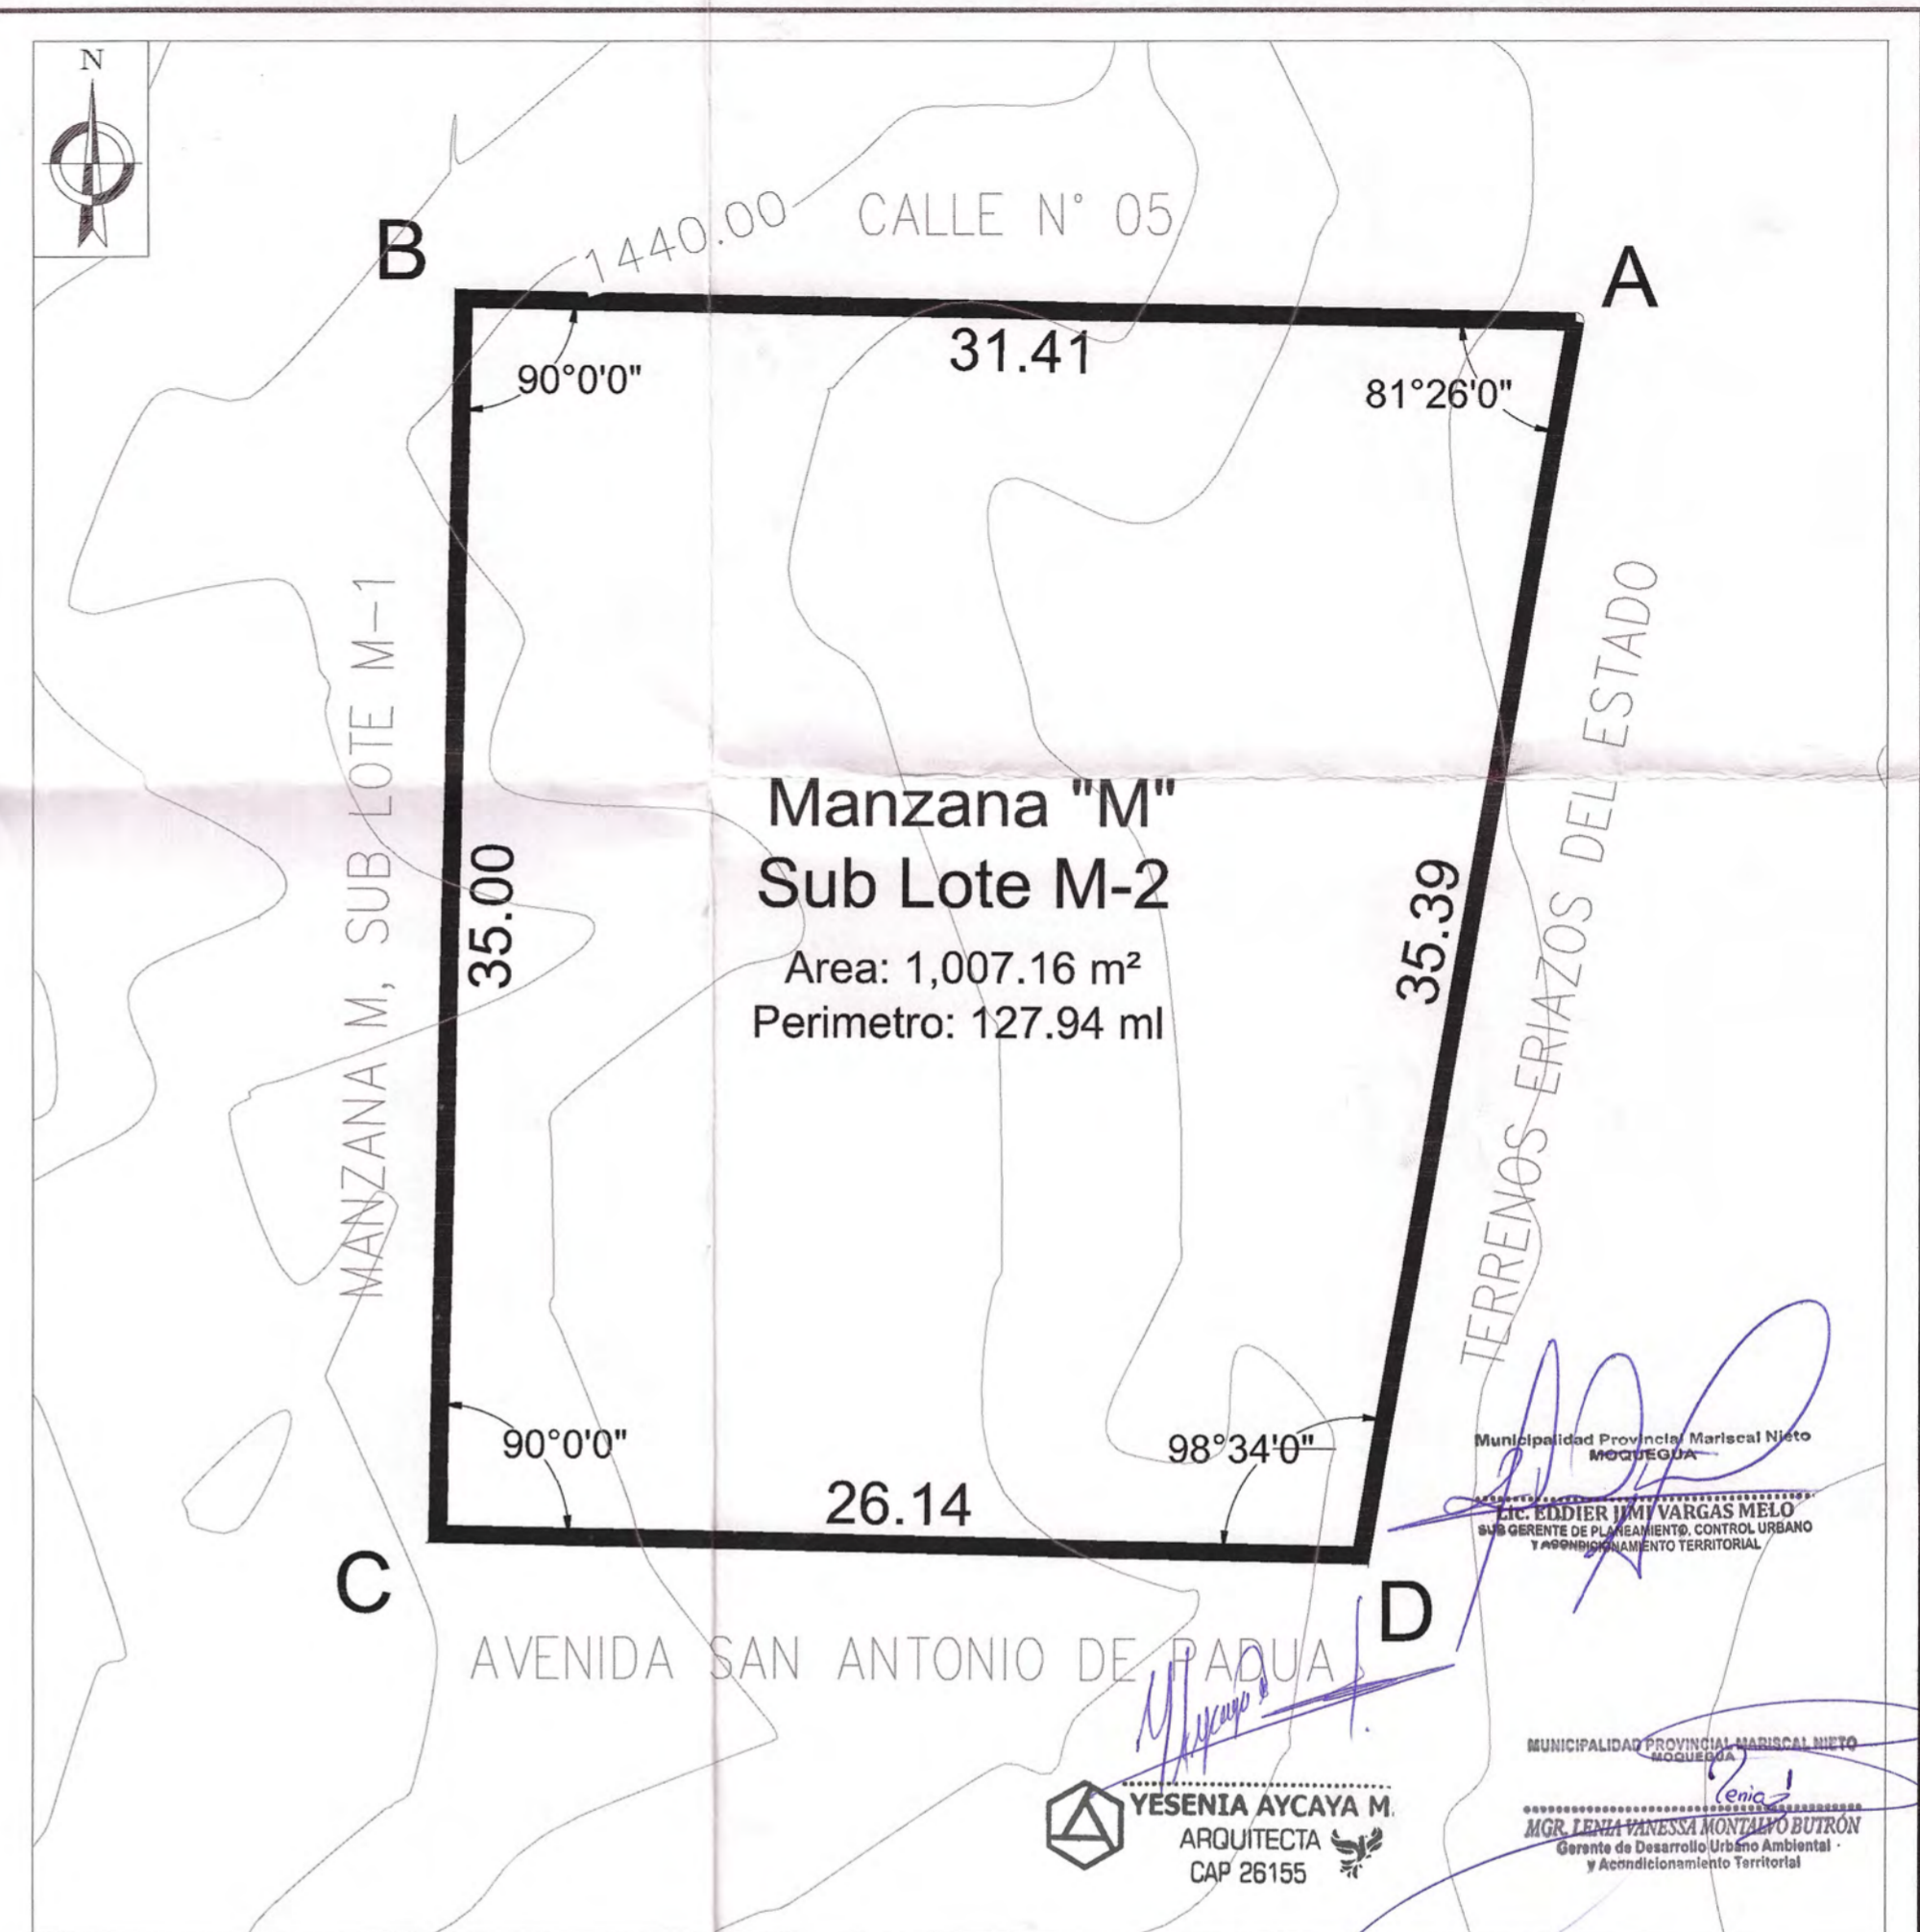 N
CALLE N° 05
1440.00
B
A
31.41
90°0'0"
81°26'0"
MANZANA M, SUB LOTE M-1
35.00
Manzana "M"
Sub Lote M-2
Area: 1,007.16 m²
Perimetro: 127.94 ml
35.39
TERRENOS ERIAZOS DEL ESTADO
90°0'0"
98°34'0"
26.14
C
D
AVENIDA SAN ANTONIO DE PADUA
Municipalidad Provincial Mariscal Nieto
MOQUEGUA
Lic. EDDIER JIMI VARGAS MELO
SUB GERENTE DE PLANEAMIENTO, CONTROL URBANO
Y ACONDICIONAMIENTO TERRITORIAL
YESENIA AYCAYA M.
ARQUITECTA
CAP 26155
MUNICIPALIDAD PROVINCIAL MARISCAL NIETO
MOQUEGUA
MGR. LENIA VANESSA MONTALVO BUTRÓN
Gerente de Desarrollo Urbano Ambiental
y Acondicionamiento Territorial